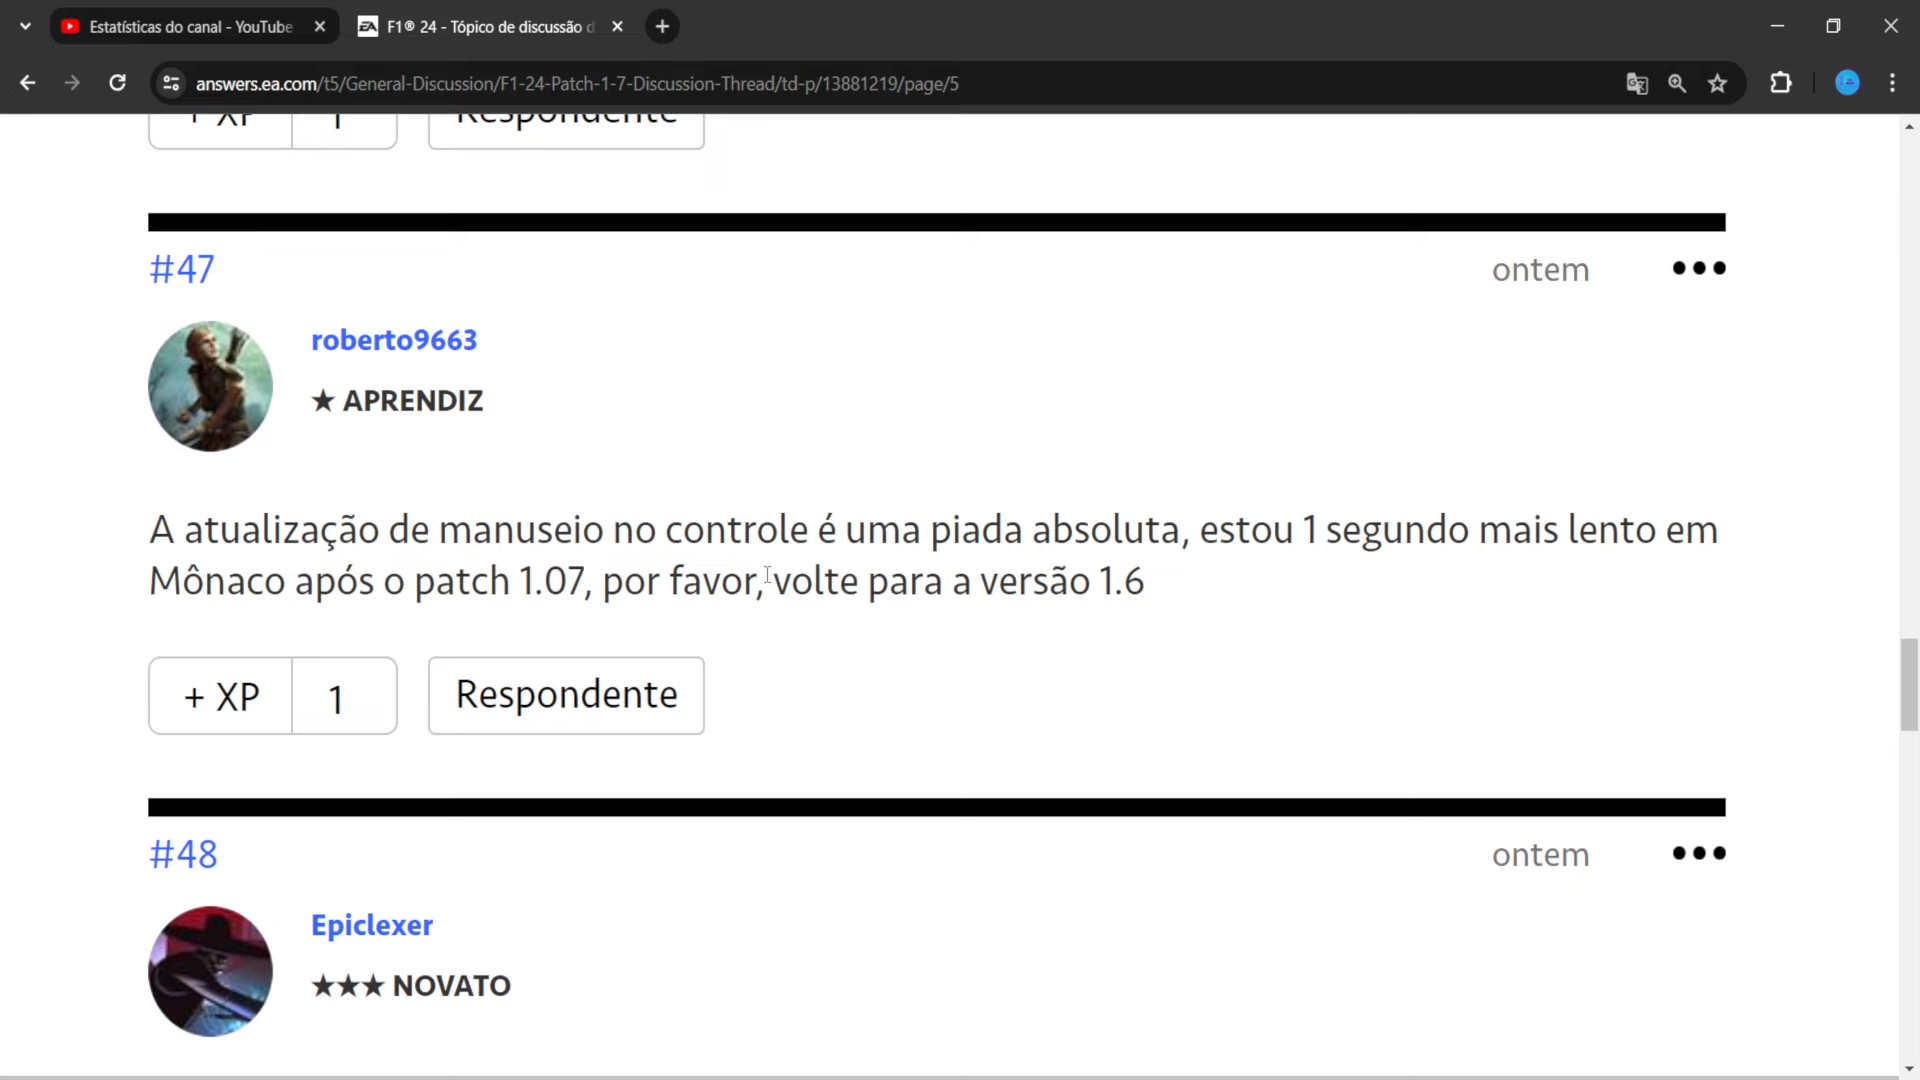 Estatísticas do canal - YouTube
F1® 24 - Tópico de discussão d
answers.ea.com/t5/General-Discussion/F1-24-Patch-1-7-Discussion-Thread/td-p/13881219/page/5
+ XP 1 Respondente
#47 ontem
roberto9663
★ APRENDIZ
A atualização de manuseio no controle é uma piada absoluta, estou 1 segundo mais lento em
Mônaco após o patch 1.07, por favor, volte para a versão 1.6
+ XP 1 Respondente
#48 ontem
Epiclexer
★★★ NOVATO